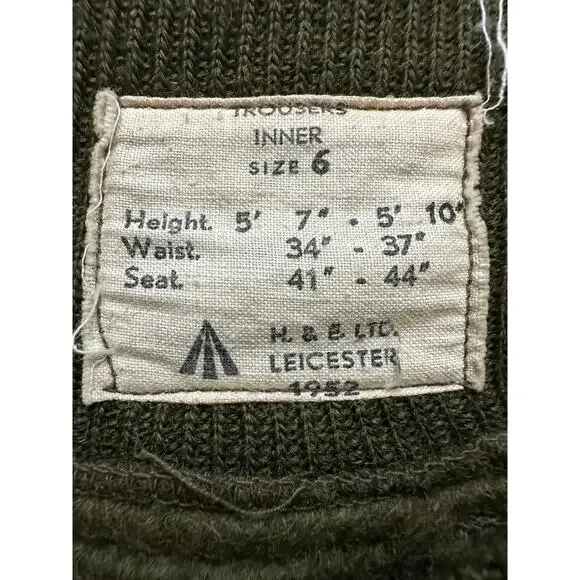 TROUSERS
INNER
SIZE 6
Height. 5' 7" - 5' 10"
Waist. 34" - 37"
Seat. 41" - 44"
H. & E. LTD.
LEICESTER
1952